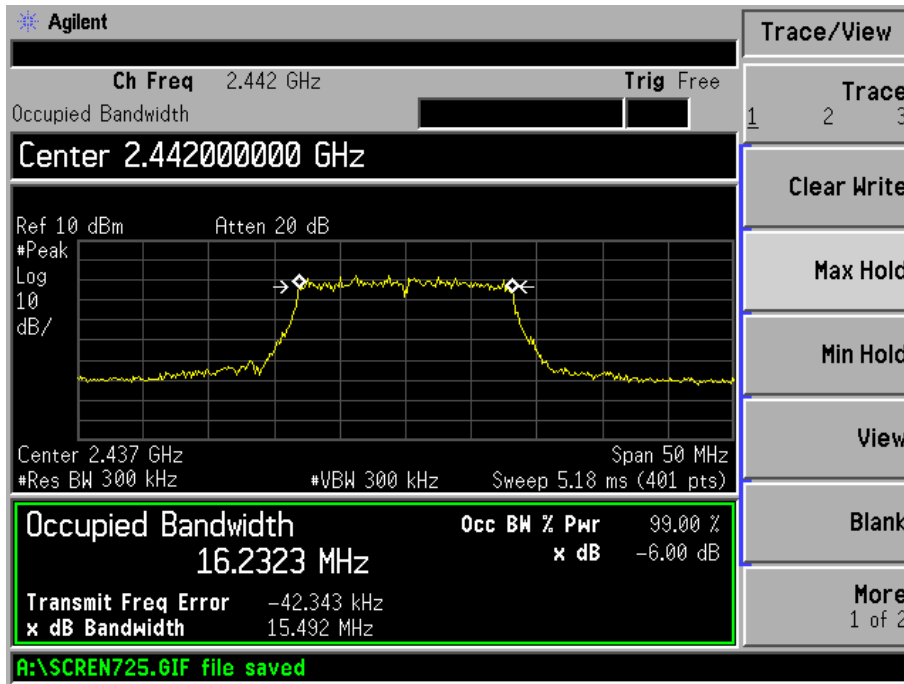 Agilent
Trace/View
Ch Freq 2.442 GHz Trig Free
Occupied Bandwidth
Center 2.442000000 GHz
Ref 10 dBm Atten 20 dB
#Peak
Log
10
dB/
Center 2.437 GHz Span 50 MHz
#Res BW 300 kHz #VBW 300 kHz Sweep 5.18 ms (401 pts)
Occupied Bandwidth Occ BW % Pwr 99.00 %
16.2323 MHz x dB -6.00 dB
Transmit Freq Error -42.343 kHz
x dB Bandwidth 15.492 MHz
A:\SCREN725.GIF file saved
Trace
1 2 3
Clear Write
Max Hold
Min Hold
View
Blank
More
1 of 2